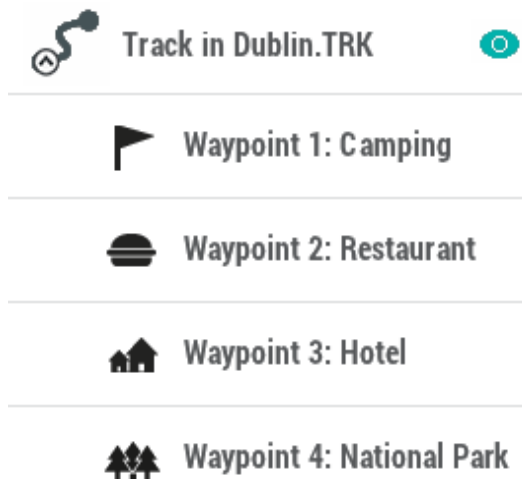 Track in Dublin.TRK
Waypoint 1: Camping
Waypoint 2: Restaurant
Waypoint 3: Hotel
Waypoint 4: National Park